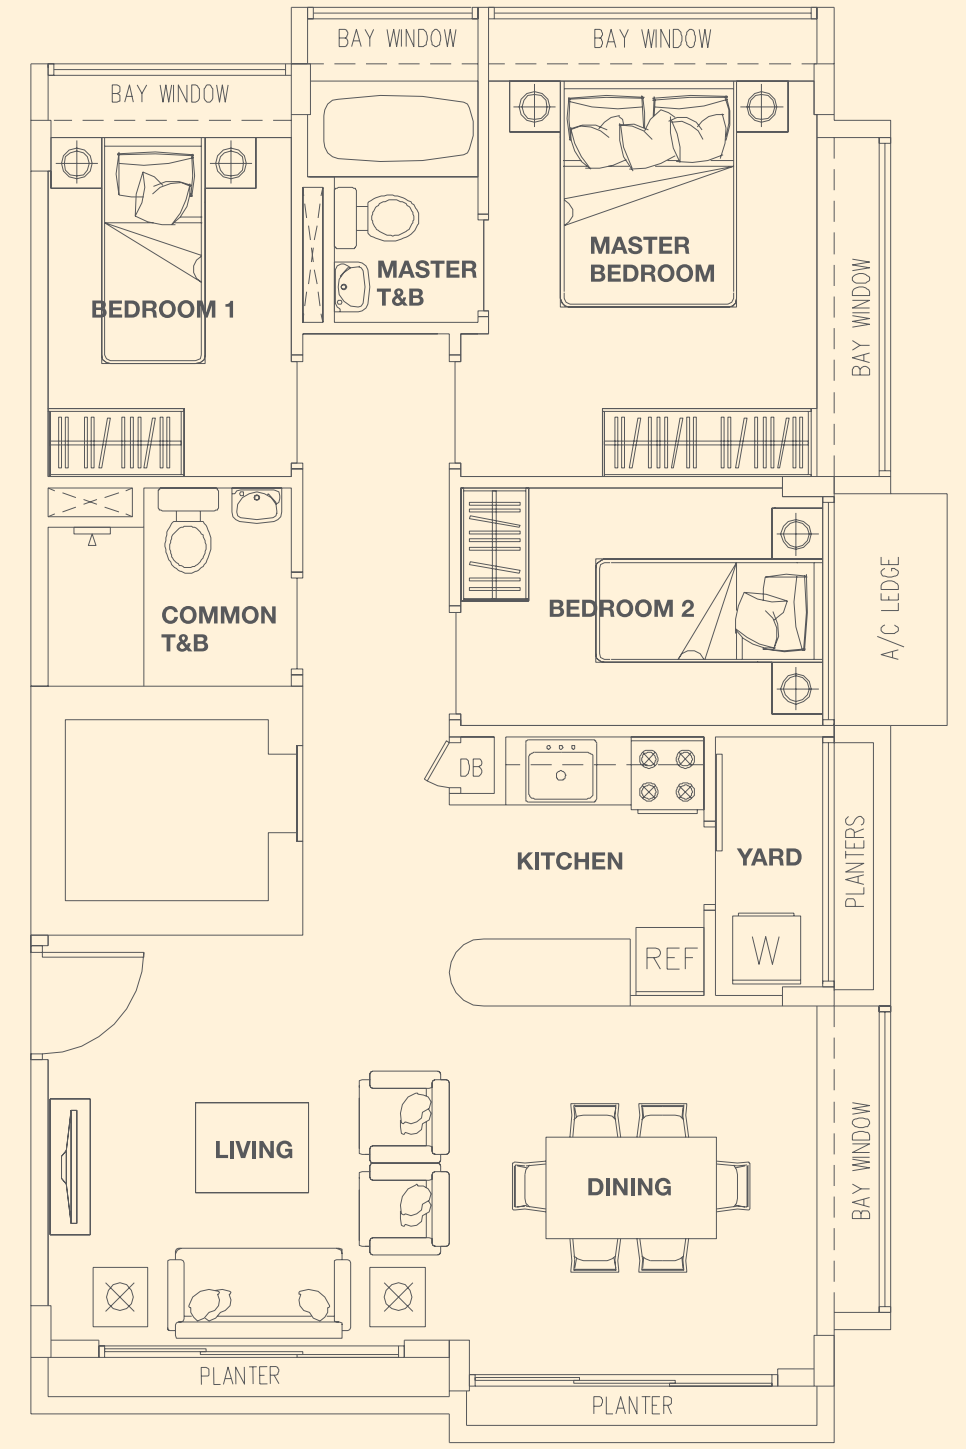 BAY WINDOW
BAY WINDOW
BAY WINDOW
MASTER
BEDROOM
MASTER
T&B
BEDROOM 1
BAY WINDOW
COMMON
T&B
BEDROOM 2
A/C LEDGE
DB
KITCHEN
YARD
PLANTERS
REF
W
LIVING
DINING
BAY WINDOW
PLANTER
PLANTER